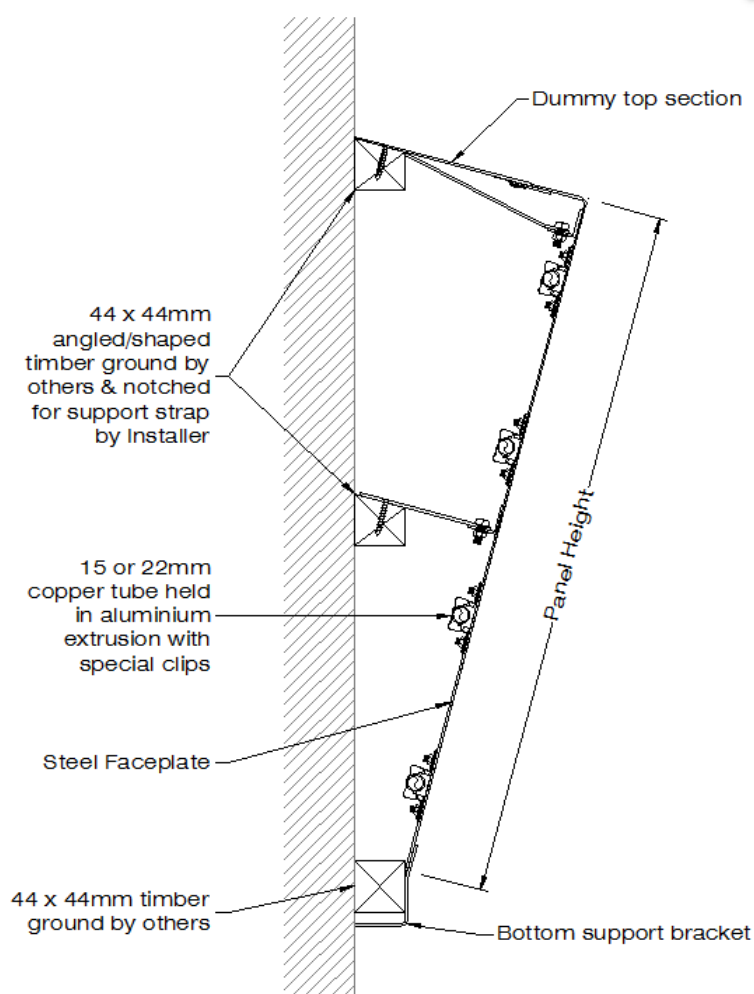 Dummy top section
44 x 44mm
angled/shaped
timber ground by
others & notched
for support strap
by Installer
Panel Height
15 or 22mm
copper tube held
in aluminium
extrusion with
special clips
Steel Faceplate
44 x 44mm timber
ground by others
Bottom support bracket